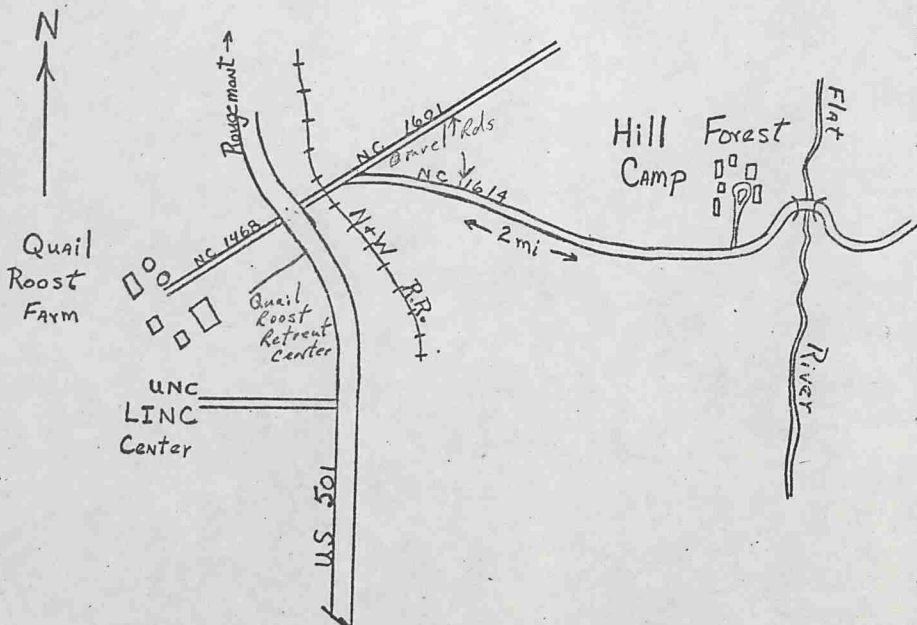 N
Rougemont →
NC 1601
Gravel Rds
NC 1614
2 mi
Hill Forest
Camp
Flat
River
NC 1468
N+W
R.R.
Quail
Roost
Farm
Quail
Roost
Retreat
Center
UNC
LINC
Center
US 501